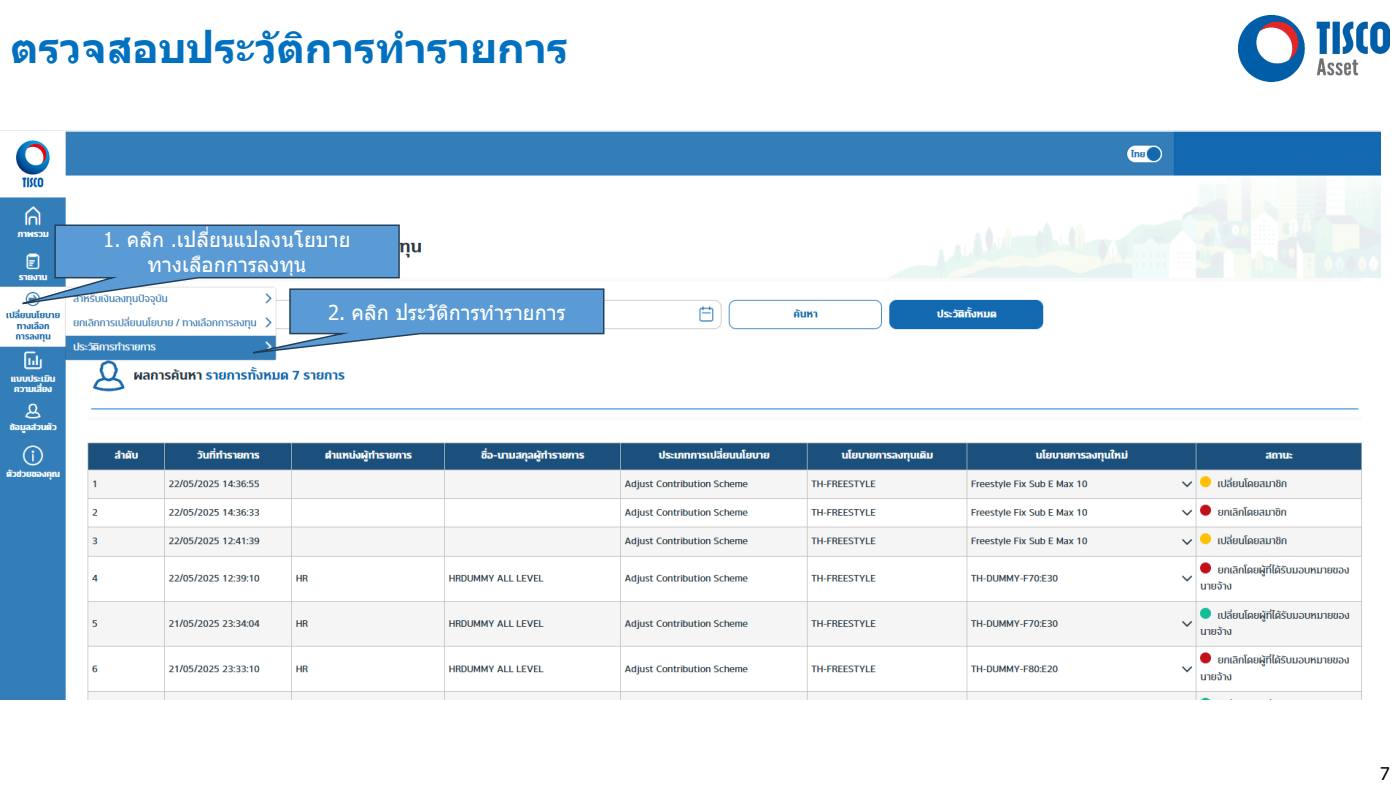 ตรวจสอบประวัติการทำรายการ
TISCO
Asset
TISCO
ไทย
ภาพรวม
รายงาน
เปลี่ยนนโยบาย
ทางเลือก
การลงทุน
แบบประเมิน
ความเสี่ยง
ข้อมูลส่วนตัว
ตัวช่วยของคุณ
1. คลิก .เปลี่ยนแปลงนโยบาย
ทางเลือกการลงทุน
ทุน
สำหรับเงินลงทุนปัจจุบัน
ยกเลิกการเปลี่ยนนโยบาย / ทางเลือกการลงทุน
ประวัติการทำรายการ
2. คลิก ประวัติการทำรายการ
ค้นหา
ประวัติทั้งหมด
ผลการค้นหา รายการทั้งหมด 7 รายการ
ลำดับ วันที่ทำรายการ ตำแหน่งผู้ทำรายการ ชื่อ-นามสกุลผู้ทำรายการ ประเภทการเปลี่ยนนโยบาย นโยบายการลงทุนเดิม นโยบายการลงทุนใหม่ สถานะ
1 22/05/2025 14:36:55 Adjust Contribution Scheme TH-FREESTYLE Freestyle Fix Sub E Max 10 เปลี่ยนโดยสมาชิก
2 22/05/2025 14:36:33 Adjust Contribution Scheme TH-FREESTYLE Freestyle Fix Sub E Max 10 ยกเลิกโดยสมาชิก
3 22/05/2025 12:41:39 Adjust Contribution Scheme TH-FREESTYLE Freestyle Fix Sub E Max 10 เปลี่ยนโดยสมาชิก
4 22/05/2025 12:39:10 HR HRDUMMY ALL LEVEL Adjust Contribution Scheme TH-FREESTYLE TH-DUMMY-F70:E30 ยกเลิกโดยผู้ที่ได้รับมอบหมายของ
นายจ้าง
5 21/05/2025 23:34:04 HR HRDUMMY ALL LEVEL Adjust Contribution Scheme TH-FREESTYLE TH-DUMMY-F70:E30 เปลี่ยนโดยผู้ที่ได้รับมอบหมายของ
นายจ้าง
6 21/05/2025 23:33:10 HR HRDUMMY ALL LEVEL Adjust Contribution Scheme TH-FREESTYLE TH-DUMMY-F80:E20 ยกเลิกโดยผู้ที่ได้รับมอบหมายของ
นายจ้าง
7